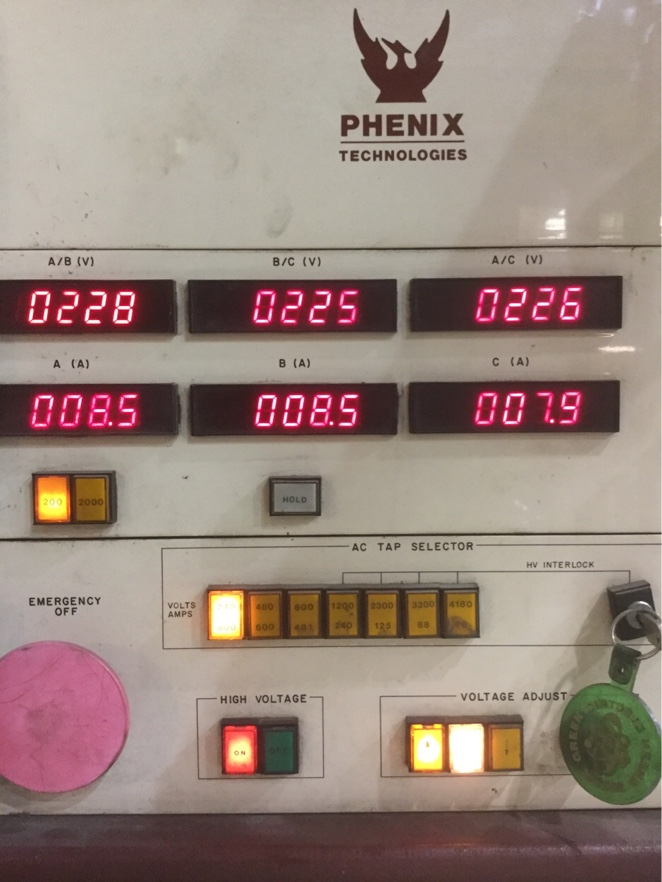 PHENIX
TECHNOLOGIES
A/B (V) B/C (V) A/C (V)
0228 0225 0226
A (A) B (A) C (A)
008.5 008.5 007.9
200 2000 HOLD
AC TAP SELECTOR
HV INTERLOCK
EMERGENCY
OFF
VOLTS 480 600 1200 2300 3300 4160
AMPS 600 481 240 125 88
HIGH VOLTAGE VOLTAGE ADJUST
ON OFF